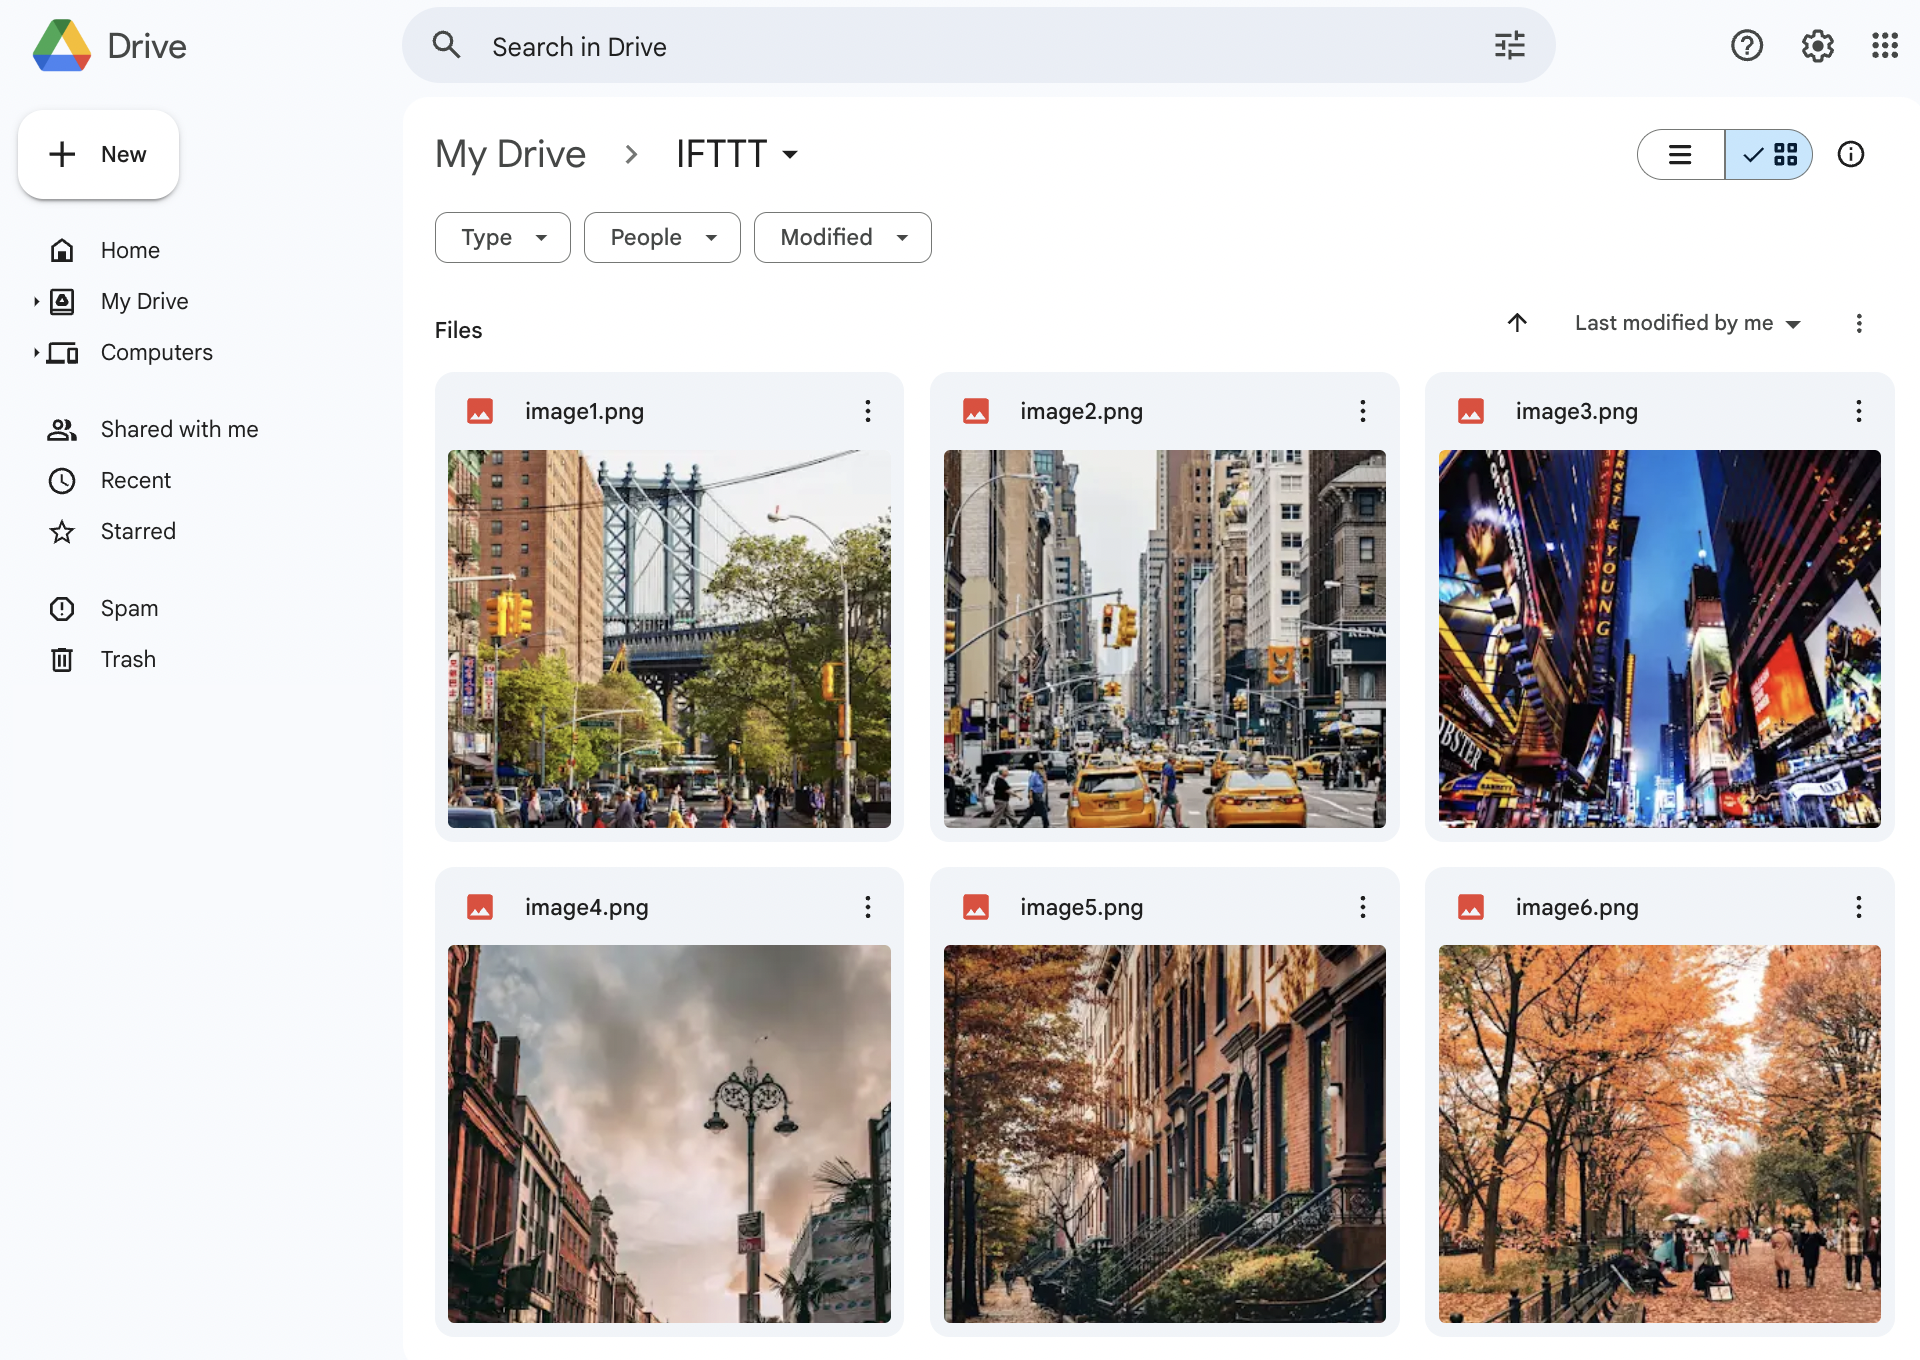 Drive
Search in Drive
New
My Drive
IFTTT
Type
People
Modified
Home
My Drive
Computers
Shared with me
Recent
Starred
Spam
Trash
Files
Last modified by me
image1.png
image2.png
image3.png
ERNST & YOUNG
image4.png
image5.png
image6.png